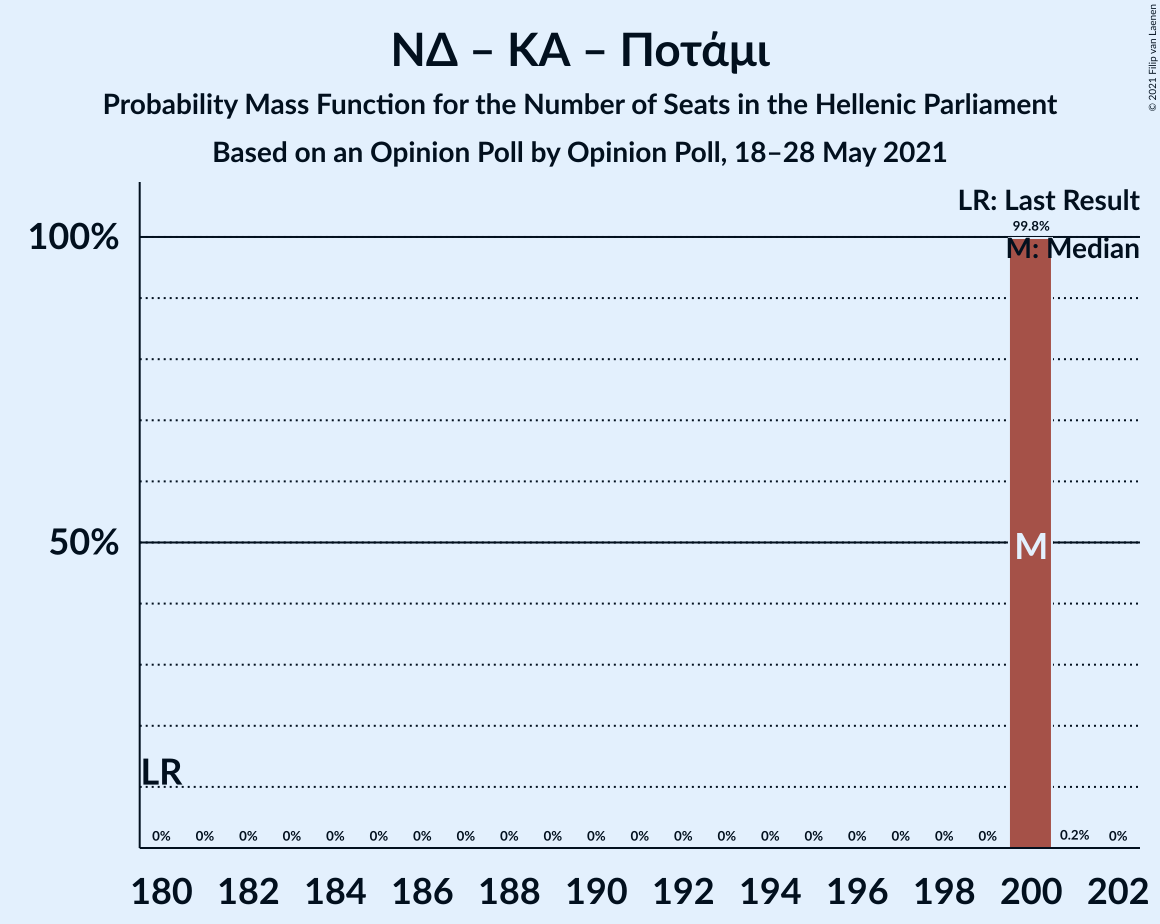 ΝΔ – ΚΑ – Ποτάμι
Probability Mass Function for the Number of Seats in the Hellenic Parliament
Based on an Opinion Poll by Opinion Poll, 18–28 May 2021
© 2021 Filip van Laenen
LR: Last Result
M: Median
99.8%
100%
50%
M
LR
0% 0% 0% 0% 0% 0% 0% 0% 0% 0% 0% 0% 0% 0% 0% 0% 0% 0% 0% 0% 0.2% 0%
180 182 184 186 188 190 192 194 196 198 200 202